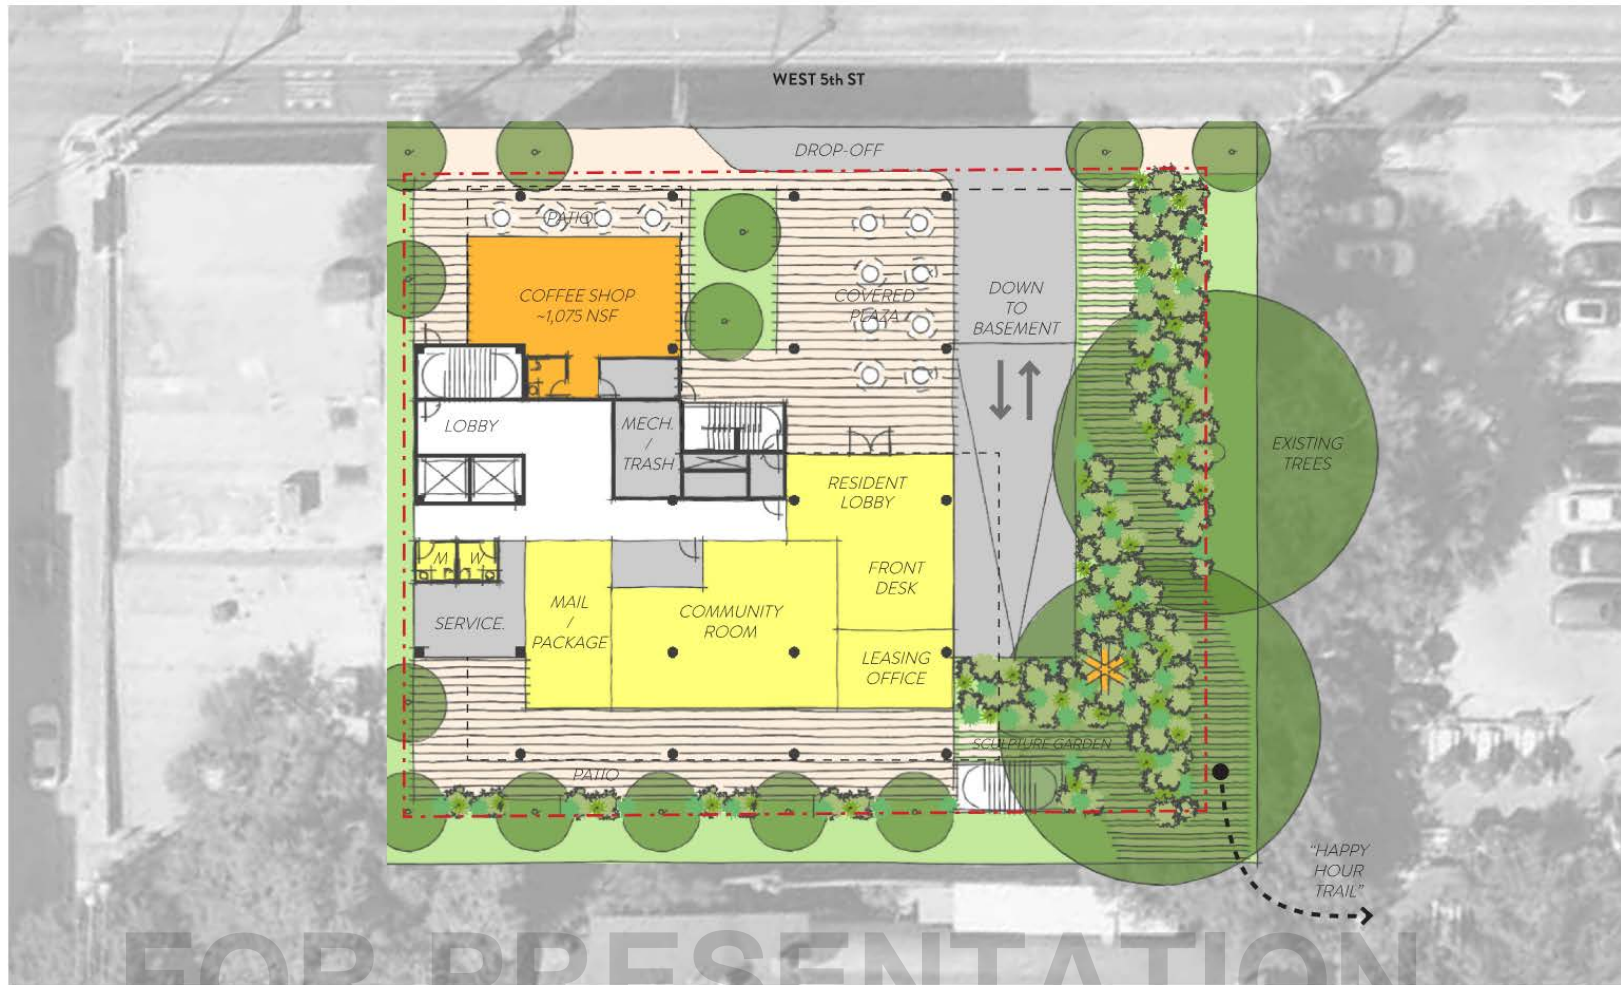 WEST 5th ST
DROP-OFF
PATIO
COFFEE SHOP
~1,075 NSF
COVERED
PLAZA
DOWN
TO
BASEMENT
LOBBY
MECH.
/
TRASH
EXISTING
TREES
RESIDENT
LOBBY
M
W
FRONT
DESK
MAIL
/
PACKAGE
COMMUNITY
ROOM
SERVICE.
LEASING
OFFICE
SCULPTURE GARDEN
PATIO
"HAPPY
HOUR
TRAIL"
FOR PRESENTATION